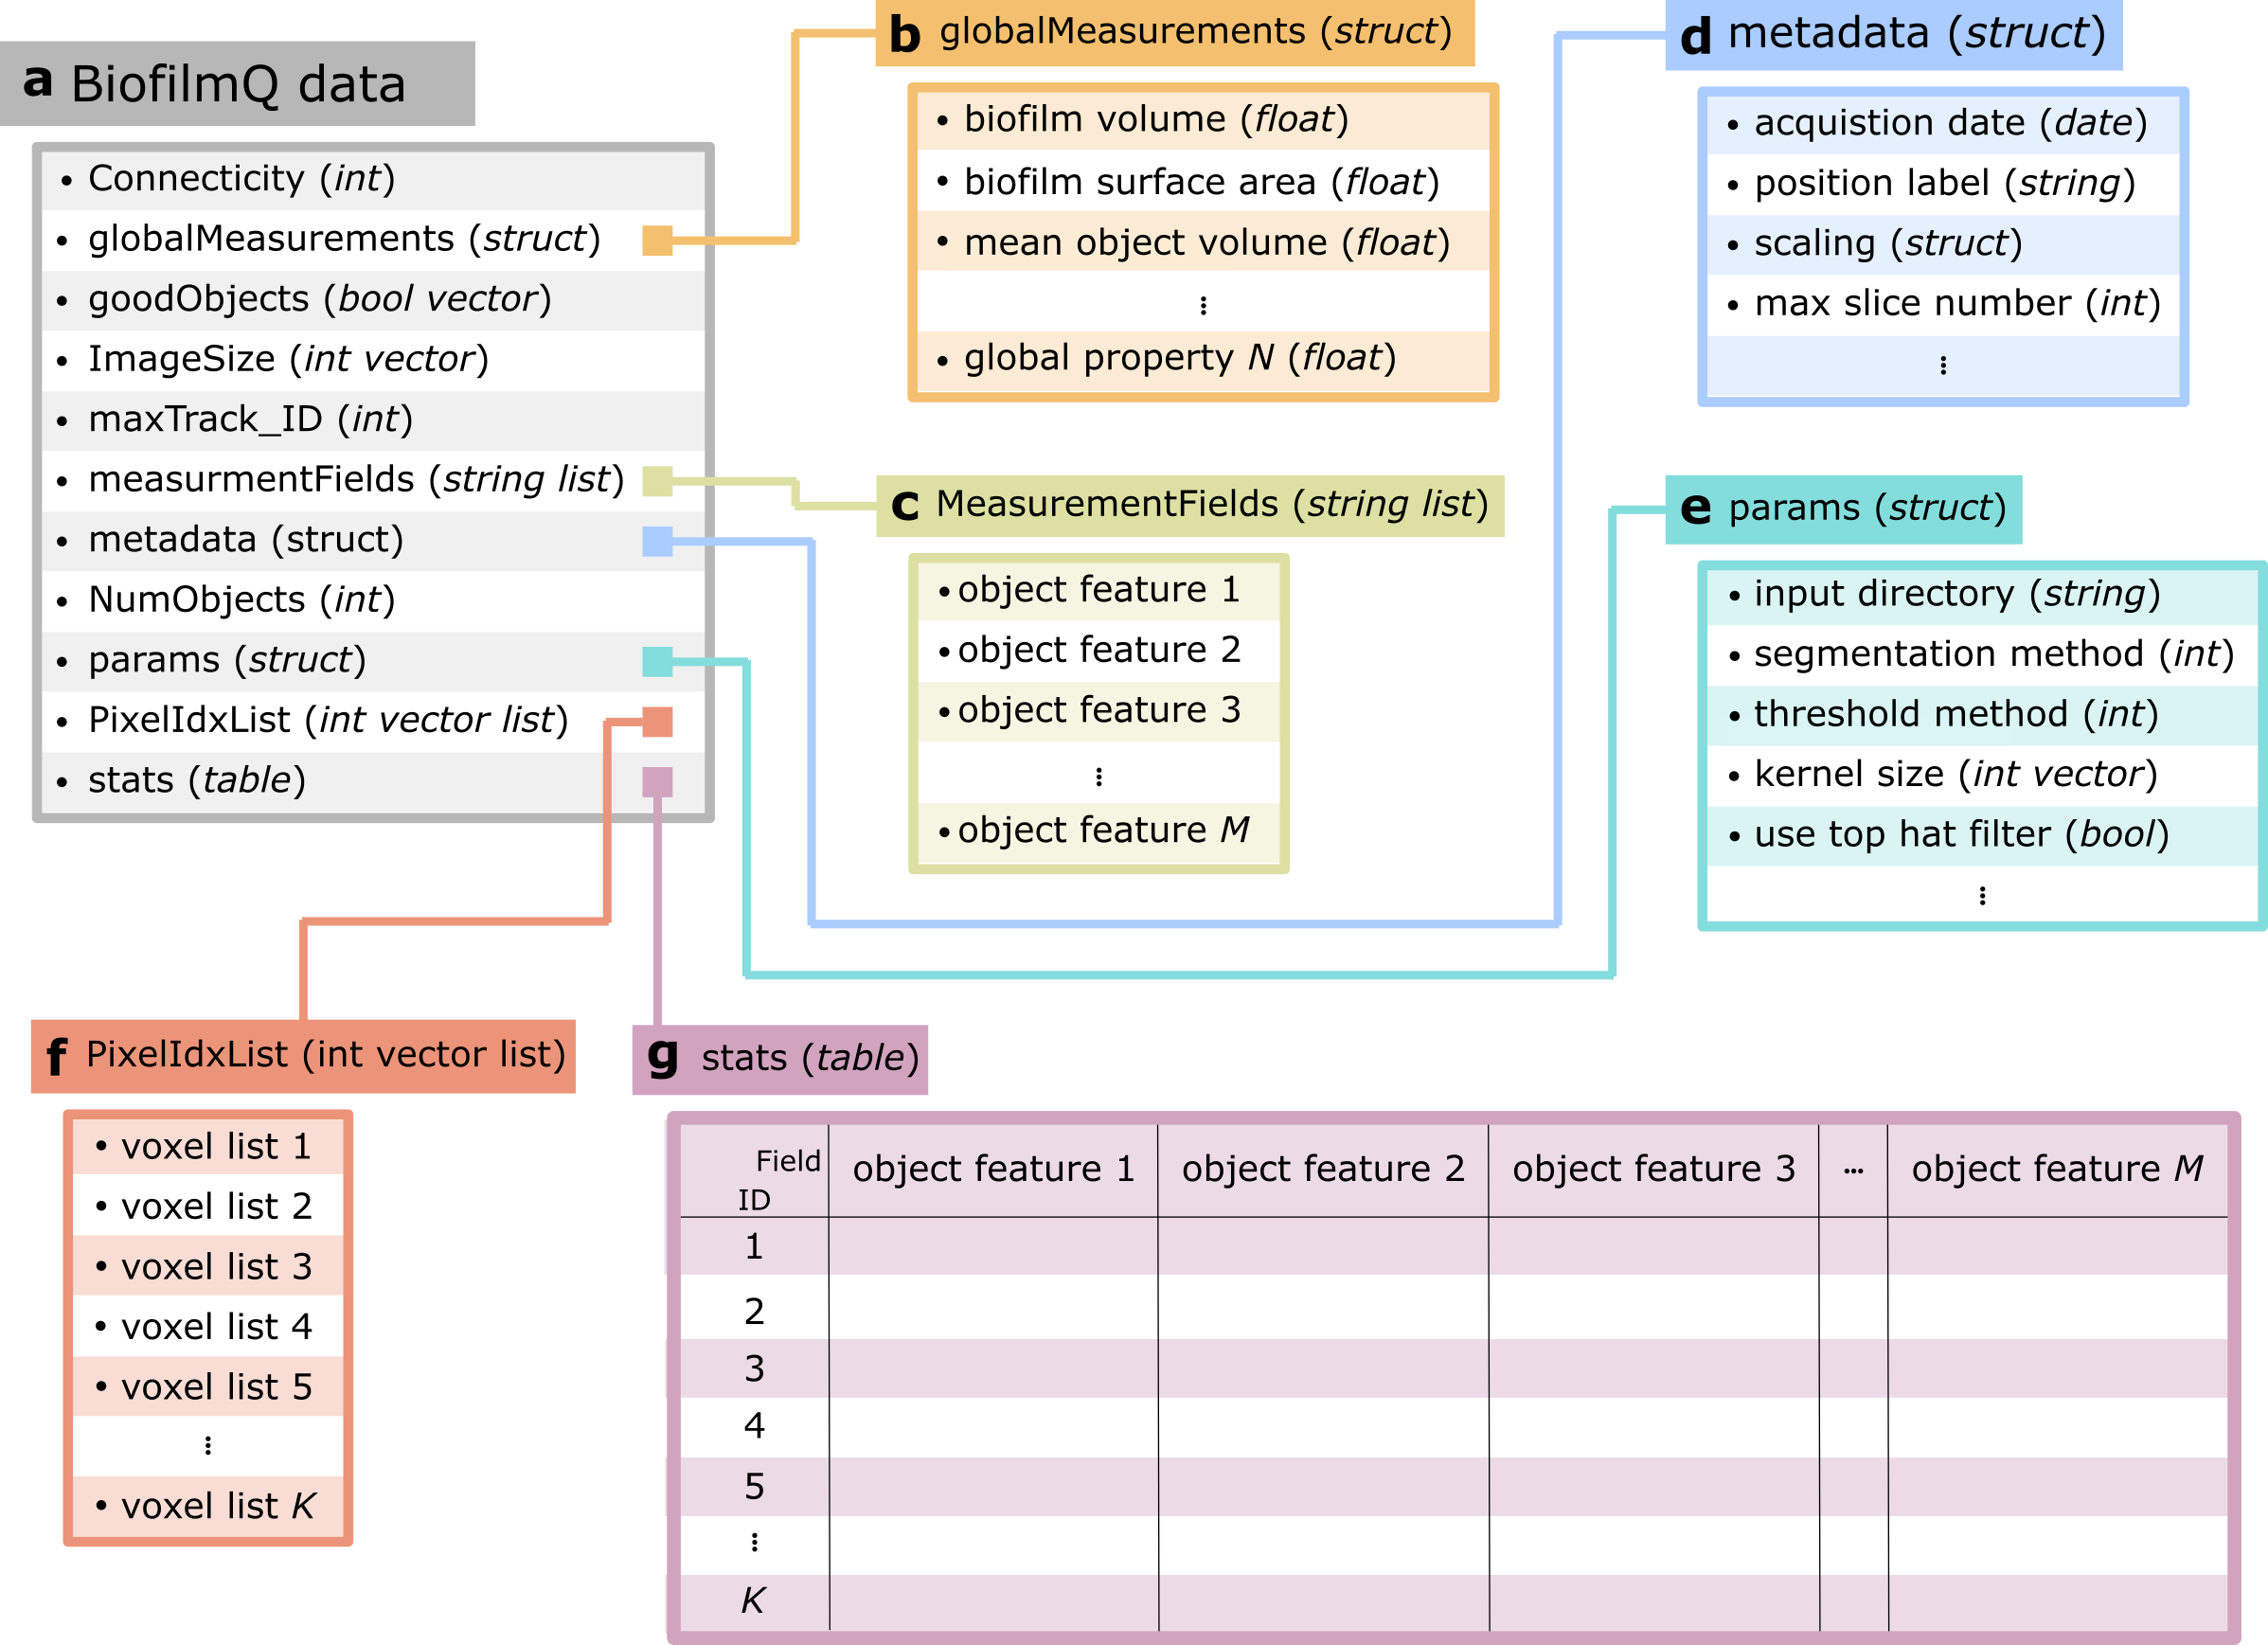 a BiofilmQ data
• Connecticity (int)
• globalMeasurements (struct)
• goodObjects (bool vector)
• ImageSize (int vector)
• maxTrack_ID (int)
• measurmentFields (string list)
• metadata (struct)
• NumObjects (int)
• params (struct)
• PixelIdxList (int vector list)
• stats (table)
b globalMeasurements (struct)
• biofilm volume (float)
• biofilm surface area (float)
• mean object volume (float)
⋮
• global property N (float)
c MeasurementFields (string list)
• object feature 1
• object feature 2
• object feature 3
⋮
• object feature M
d metadata (struct)
• acquistion date (date)
• position label (string)
• scaling (struct)
• max slice number (int)
⋮
e params (struct)
• input directory (string)
• segmentation method (int)
• threshold method (int)
• kernel size (int vector)
• use top hat filter (bool)
⋮
f PixelIdxList (int vector list)
• voxel list 1
• voxel list 2
• voxel list 3
• voxel list 4
• voxel list 5
⋮
• voxel list K
g stats (table)
Field
ID
object feature 1 object feature 2 object feature 3 ... object feature M
1
2
3
4
5
⋮
K